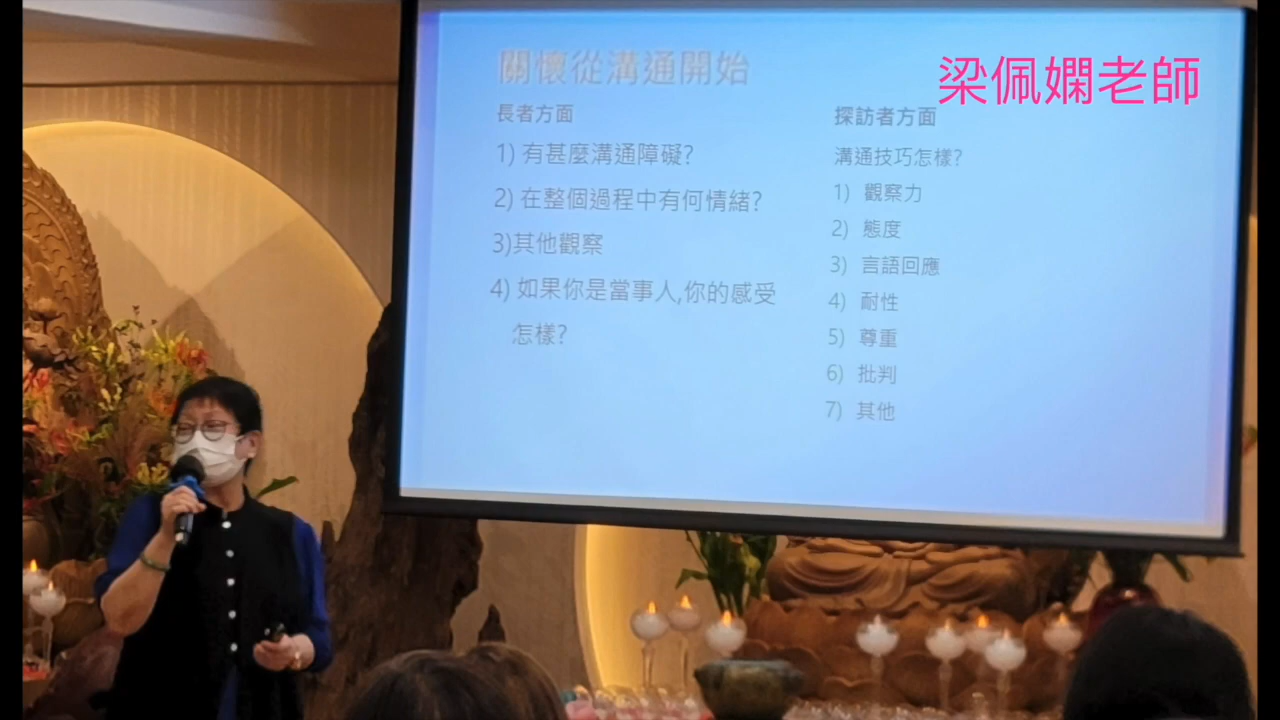 關懷從溝通開始
長者方面
1) 有甚麼溝通障礙?
2) 在整個過程中有何情緒?
3)其他觀察
4) 如果你是當事人,你的感受
怎樣?
梁佩嫻老師
探訪者方面
溝通技巧怎樣?
1) 觀察力
2) 態度
3) 言語回應
4) 耐性
5) 尊重
6) 批判
7) 其他